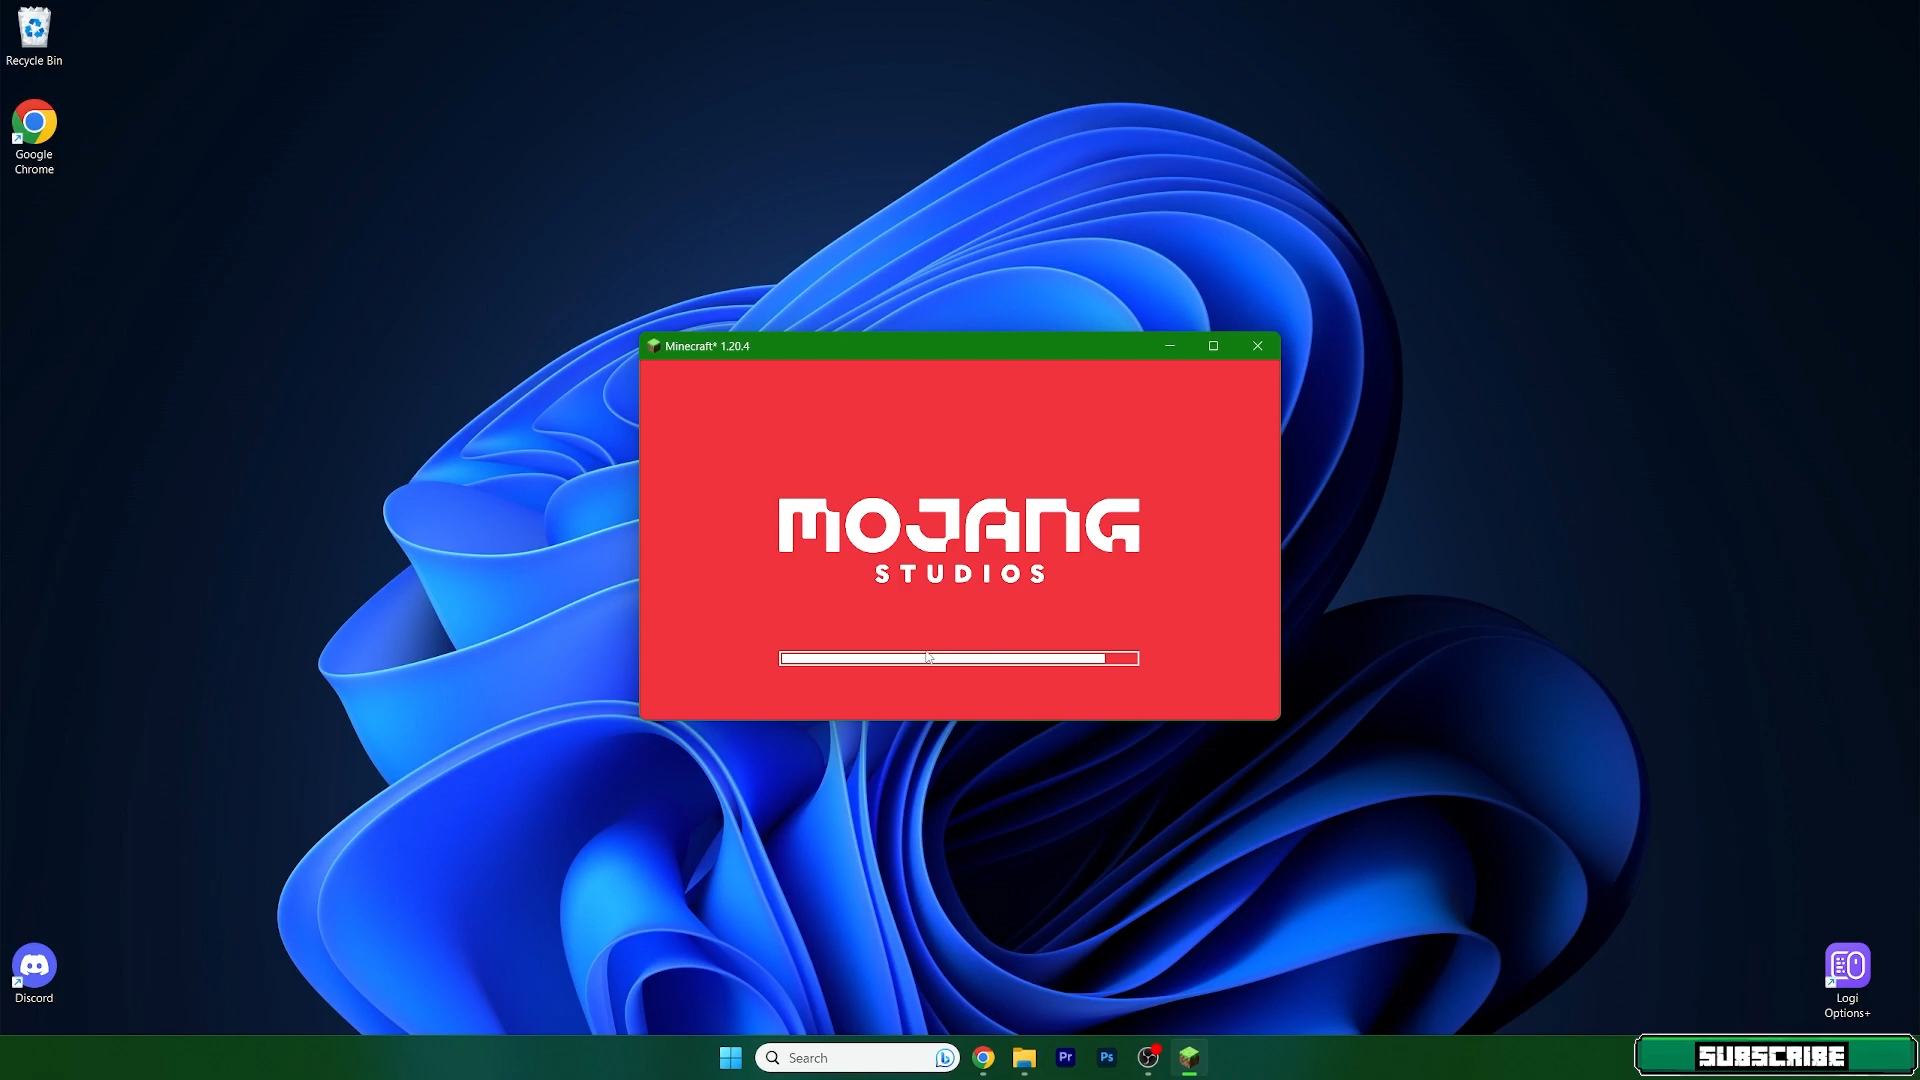 Recycle Bin
Google
Chrome
Minecraft* 1.20.4
MOJANG
STUDIOS
Discord
Logi
Options+
Search
Pr
Ps
SUBSCRIBE